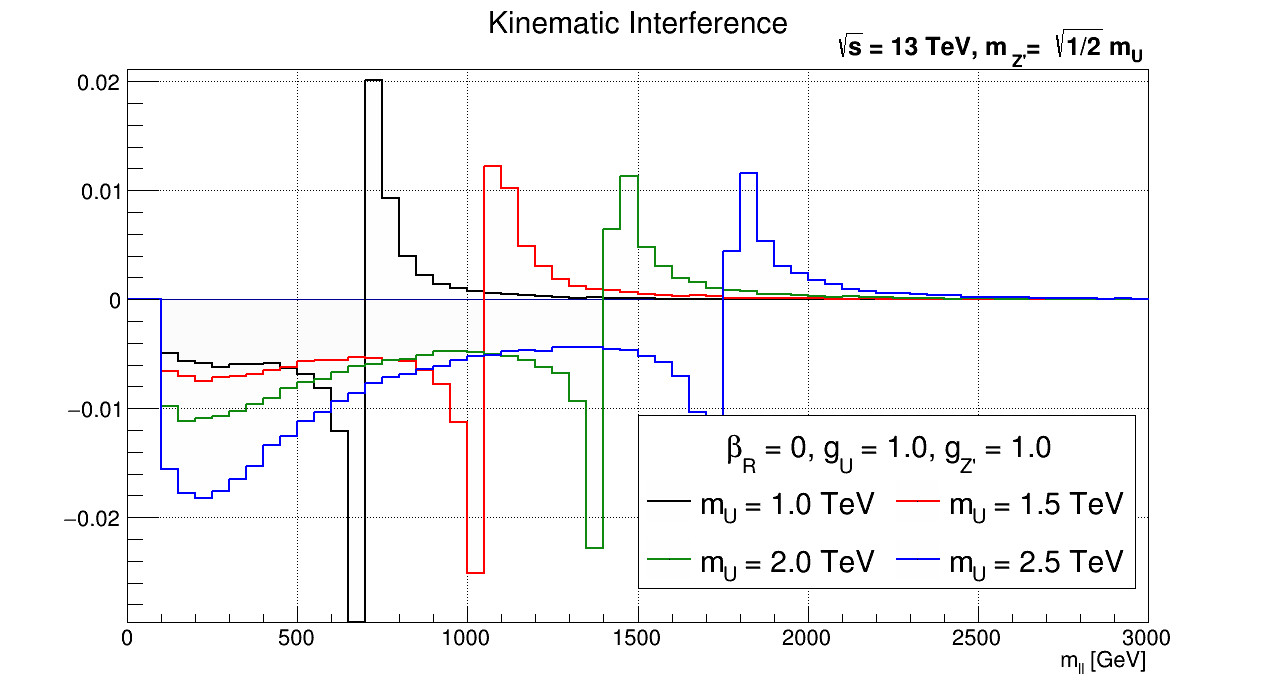 Kinematic Interference
√s = 13 TeV, m_Z'= √1/2 m_U
0.02
0.01
0
−0.01
−0.02
β_R = 0, g_U = 1.0, g_Z' = 1.0
m_U = 1.0 TeV
m_U = 1.5 TeV
m_U = 2.0 TeV
m_U = 2.5 TeV
0 500 1000 1500 2000 2500 3000
m_ll [GeV]